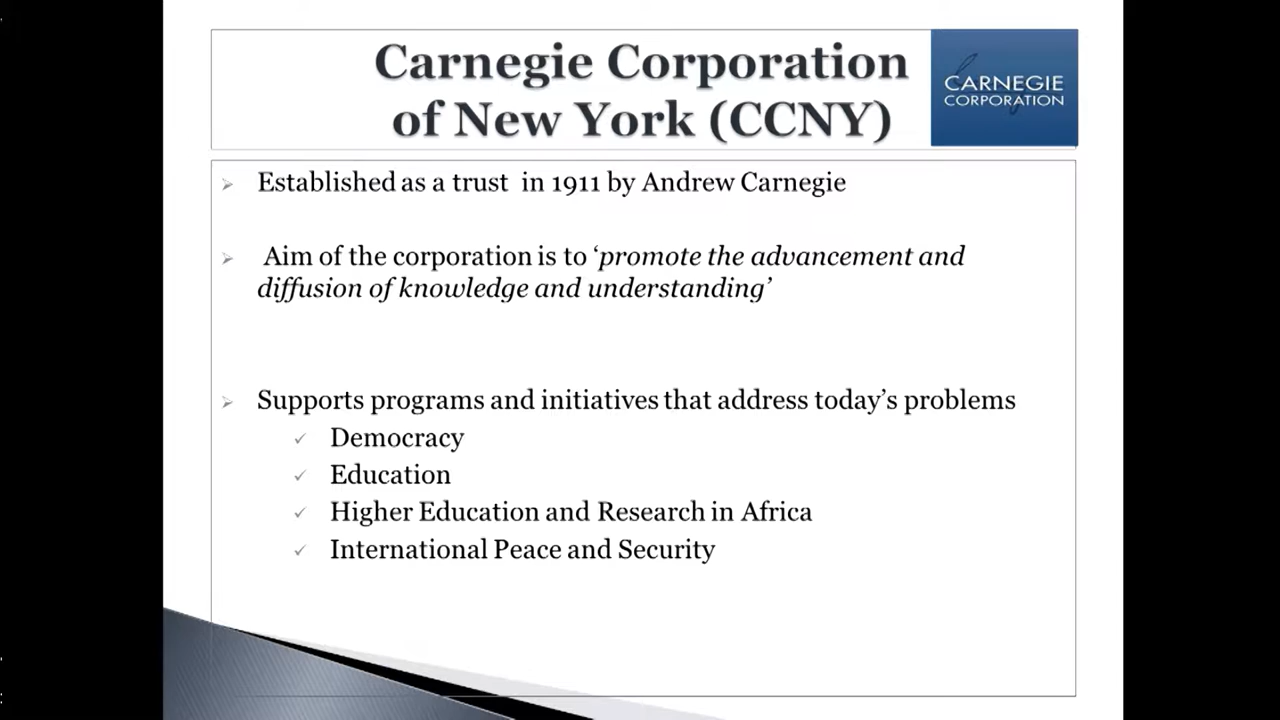 Carnegie Corporation
of New York (CCNY)
CARNEGIE
CORPORATION
Established as a trust in 1911 by Andrew Carnegie
Aim of the corporation is to ‘promote the advancement and
diffusion of knowledge and understanding’
Supports programs and initiatives that address today’s problems
Democracy
Education
Higher Education and Research in Africa
International Peace and Security